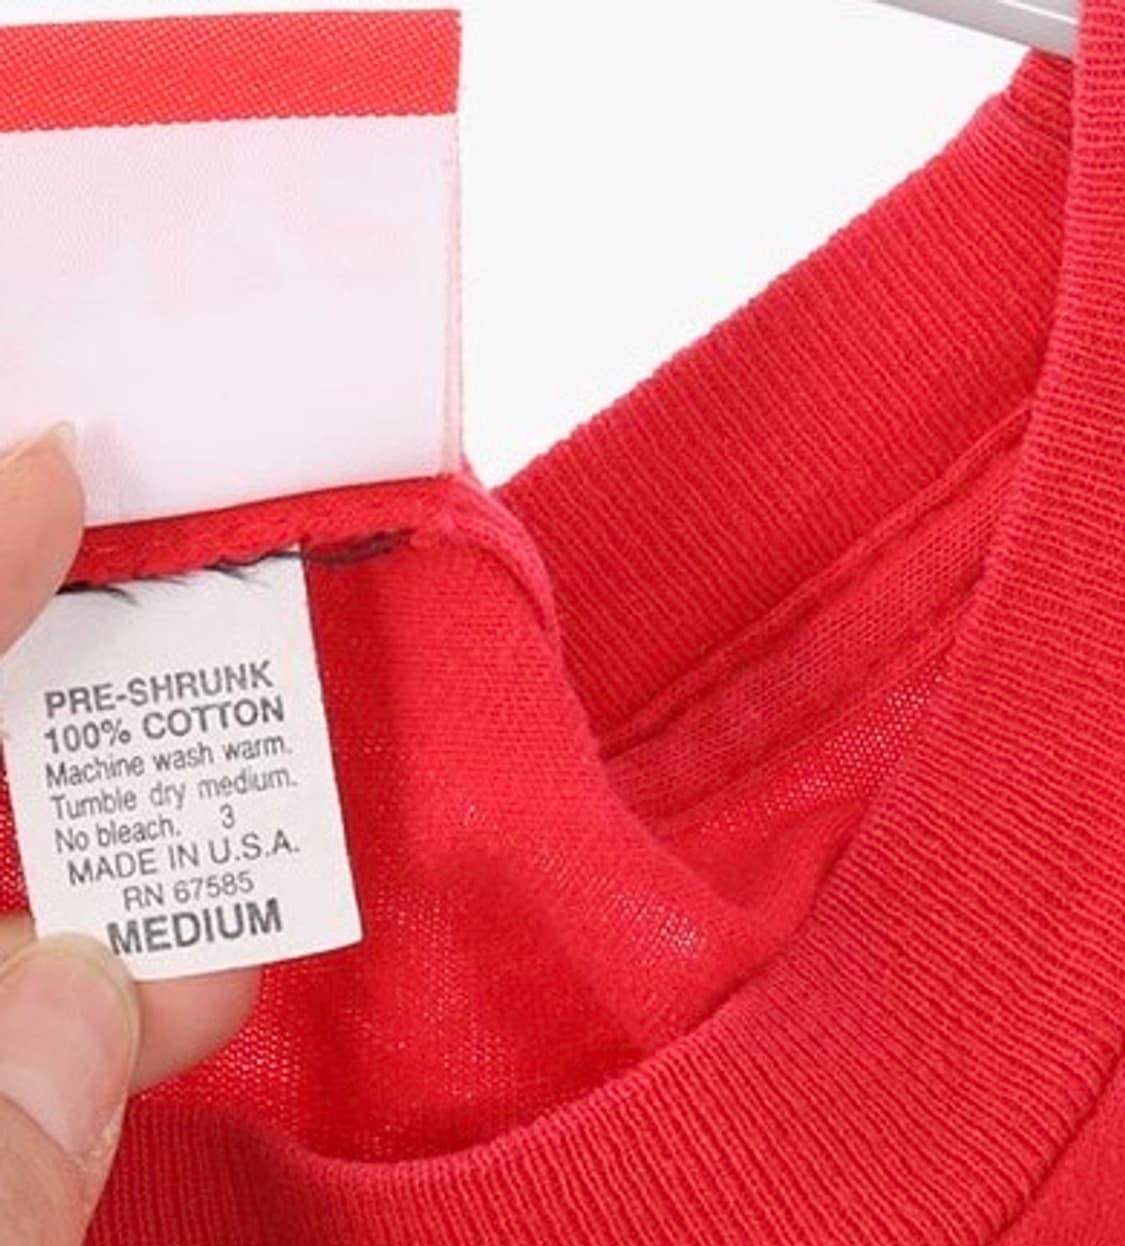 PRE-SHRUNK
100% COTTON
Machine wash warm.
Tumble dry medium.
No bleach. 3
MADE IN U.S.A.
RN 67585
MEDIUM